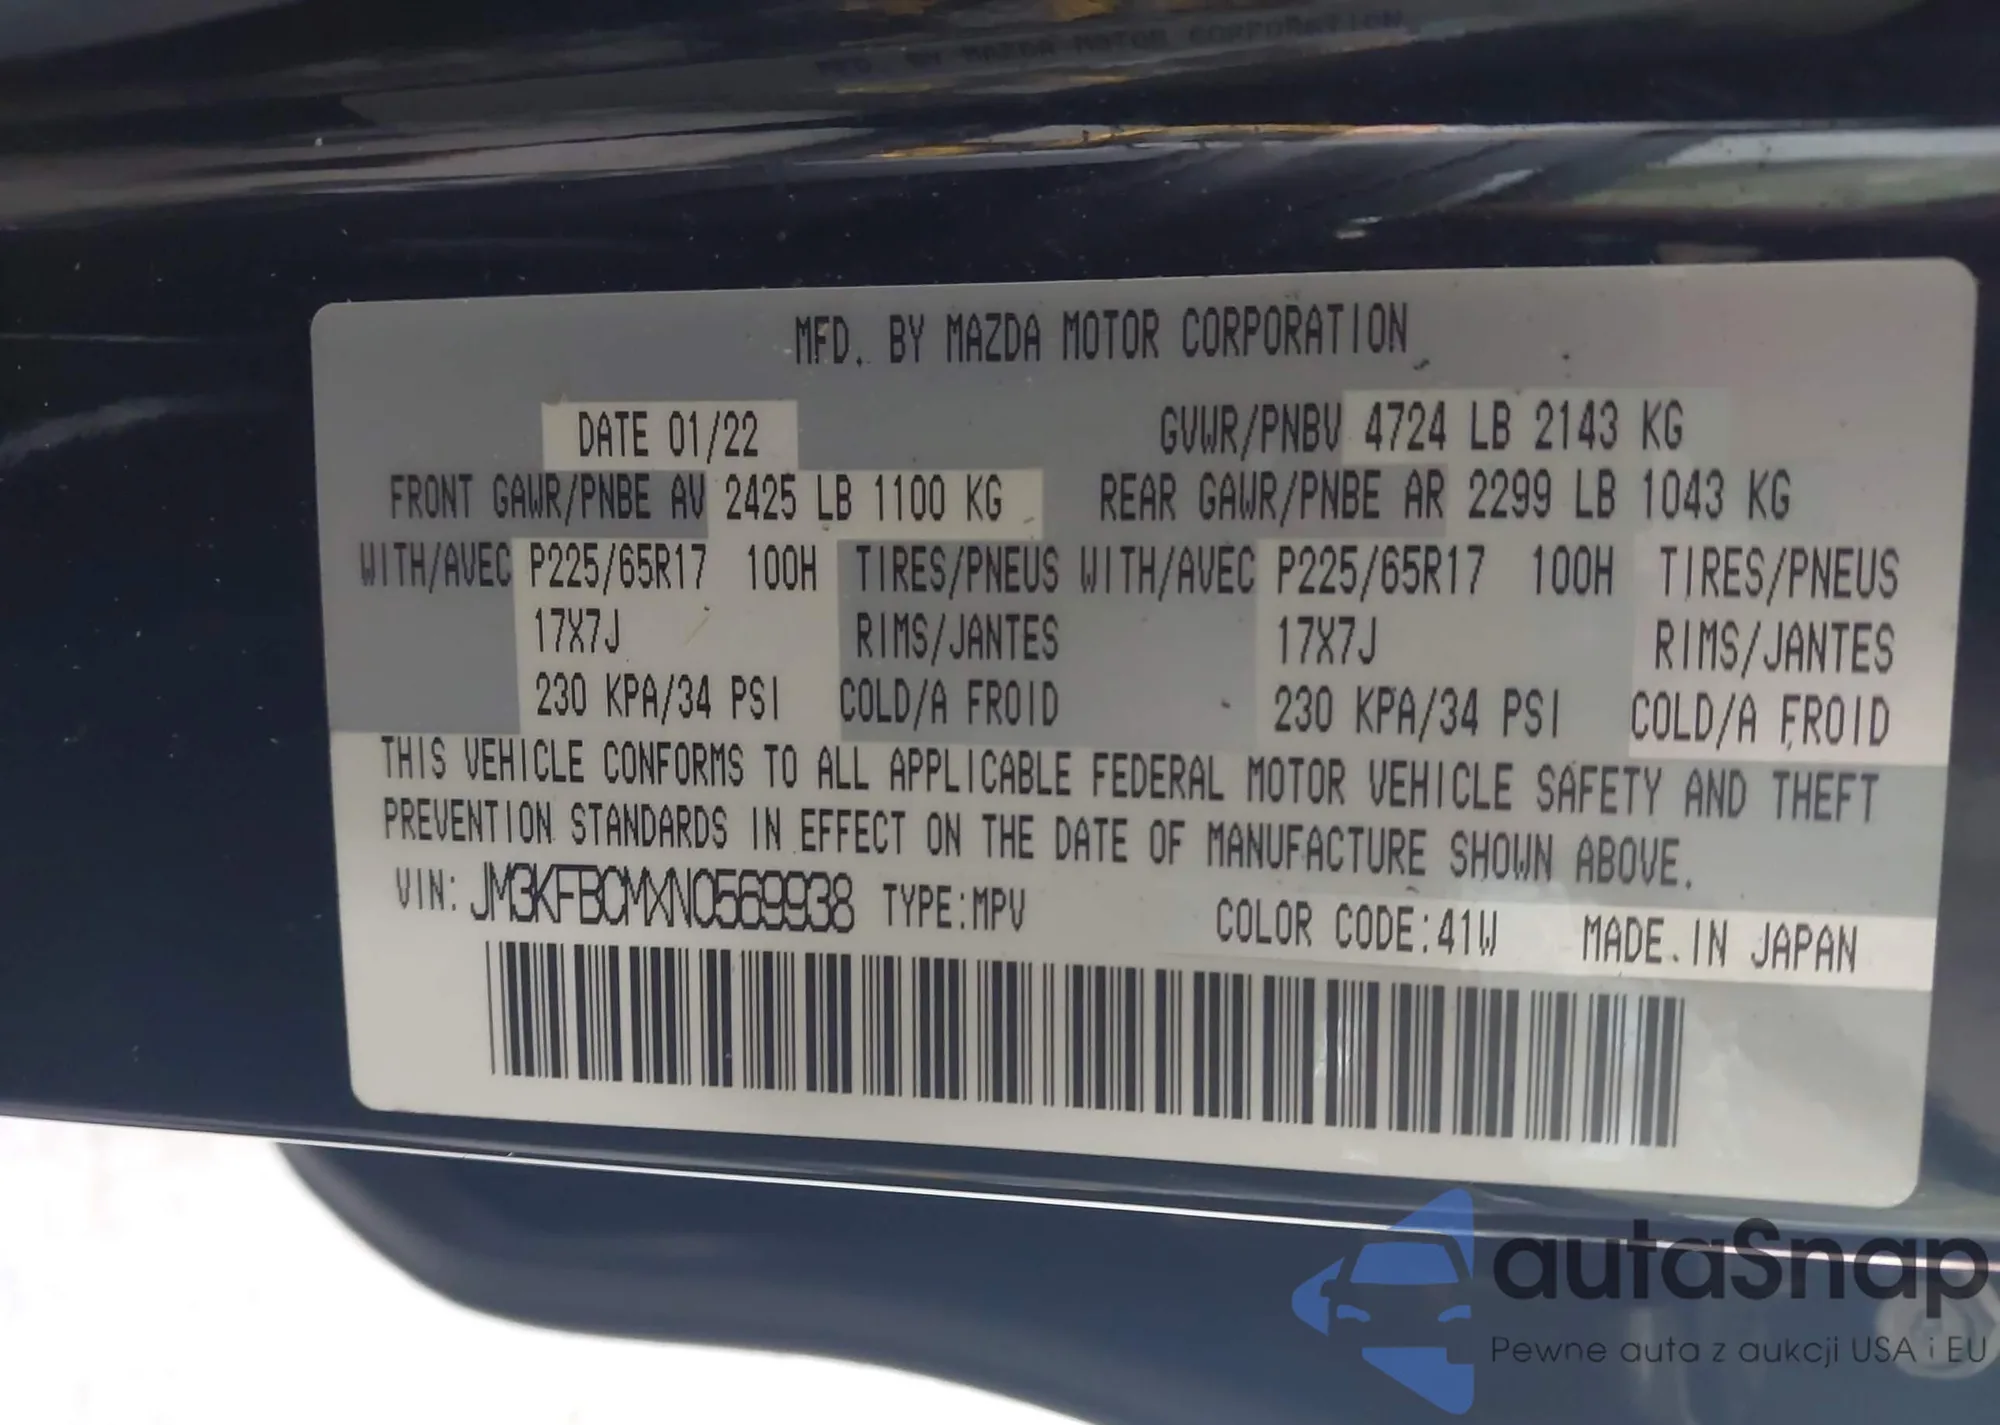 MFD. BY MAZDA MOTOR CORPORATION
MFD. BY MAZDA MOTOR CORPORATION
DATE 01/22 GVWR/PNBV 4724 LB 2143 KG
FRONT GAWR/PNBE AV 2425 LB 1100 KG REAR GAWR/PNBE AR 2299 LB 1043 KG
WITH/AVEC P225/65R17 100H TIRES/PNEUS WITH/AVEC P225/65R17 100H TIRES/PNEUS
17X7J RIMS/JANTES 17X7J RIMS/JANTES
230 KPA/34 PSI COLD/A FROID 230 KPA/34 PSI COLD/A FROID
THIS VEHICLE CONFORMS TO ALL APPLICABLE FEDERAL MOTOR VEHICLE SAFETY AND THEFT
PREVENTION STANDARDS IN EFFECT ON THE DATE OF MANUFACTURE SHOWN ABOVE.
VIN: JM3KFBCMXN0569938 TYPE:MPV COLOR CODE:41W MADE IN JAPAN
autaSnap
Pewne auta z aukcji USA i EU